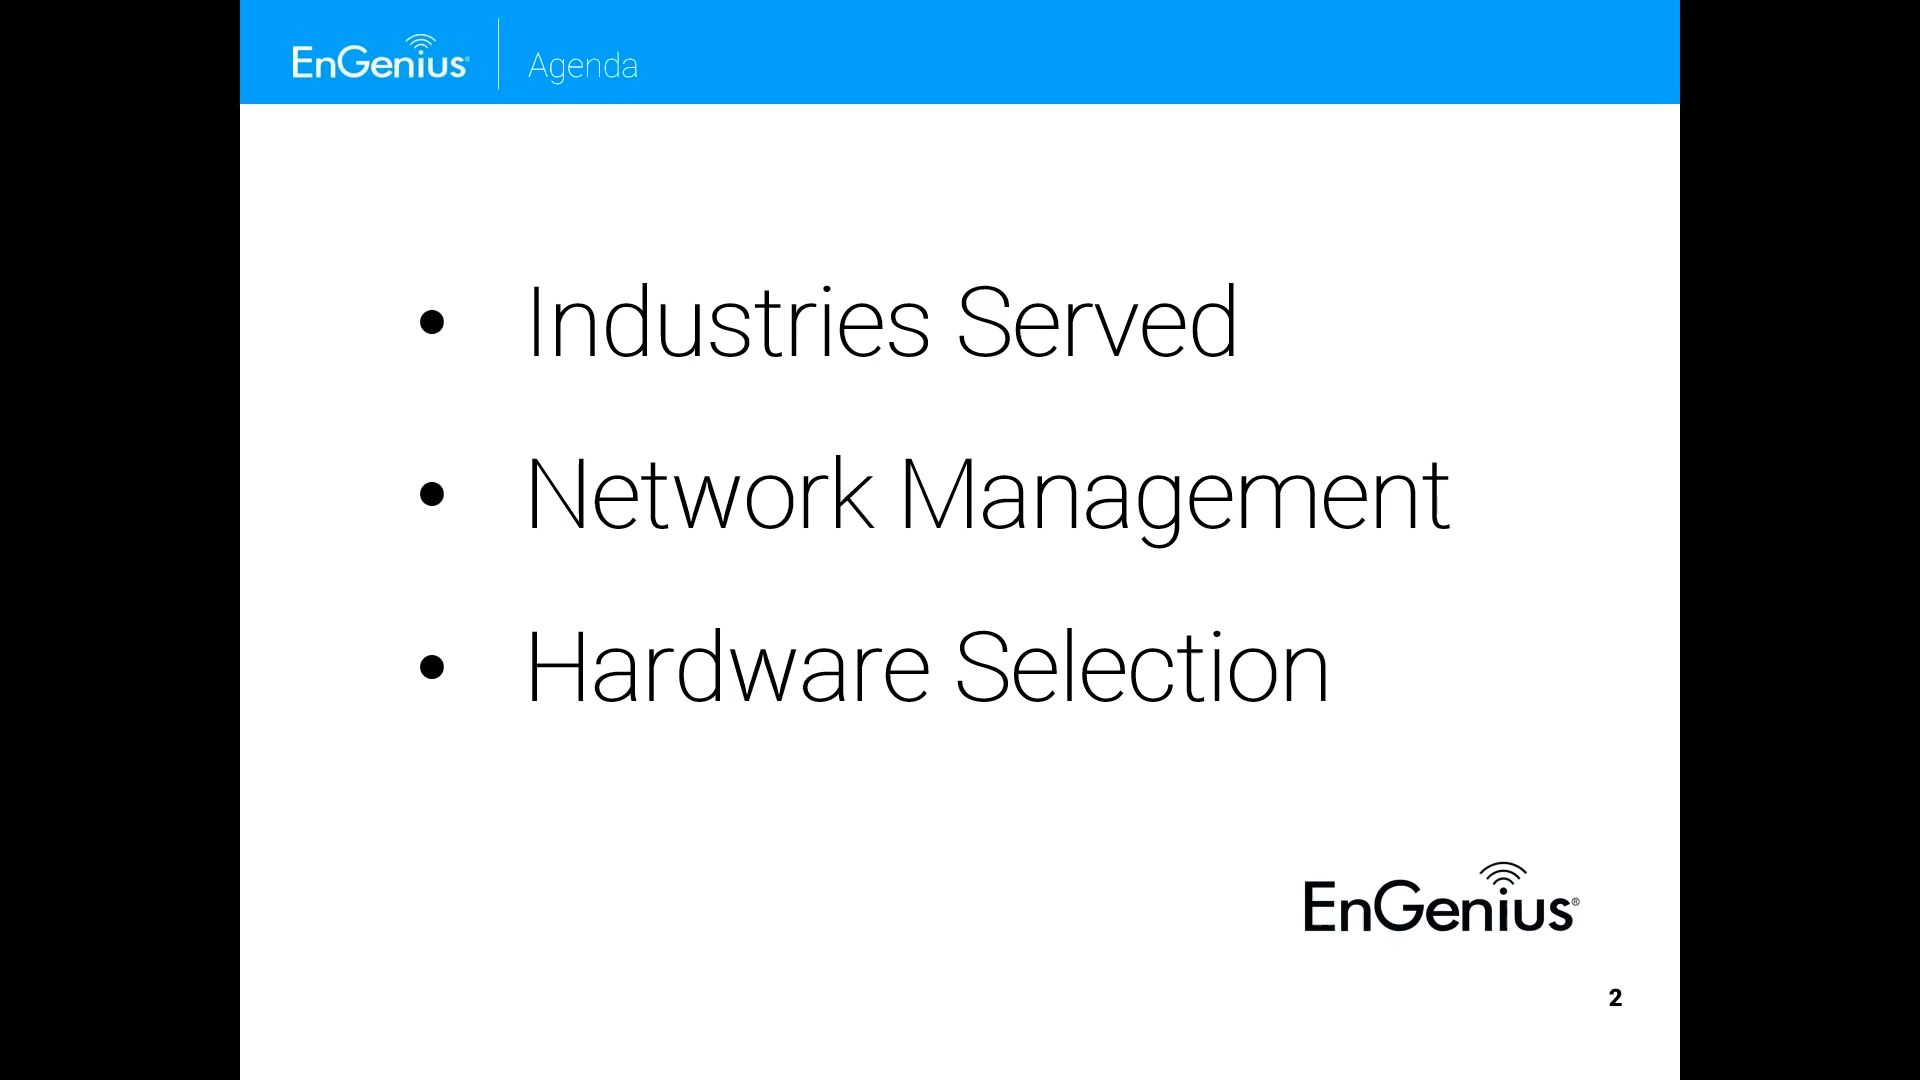 EnGenius® Agenda
• Industries Served
• Network Management
• Hardware Selection
EnGenius®
2